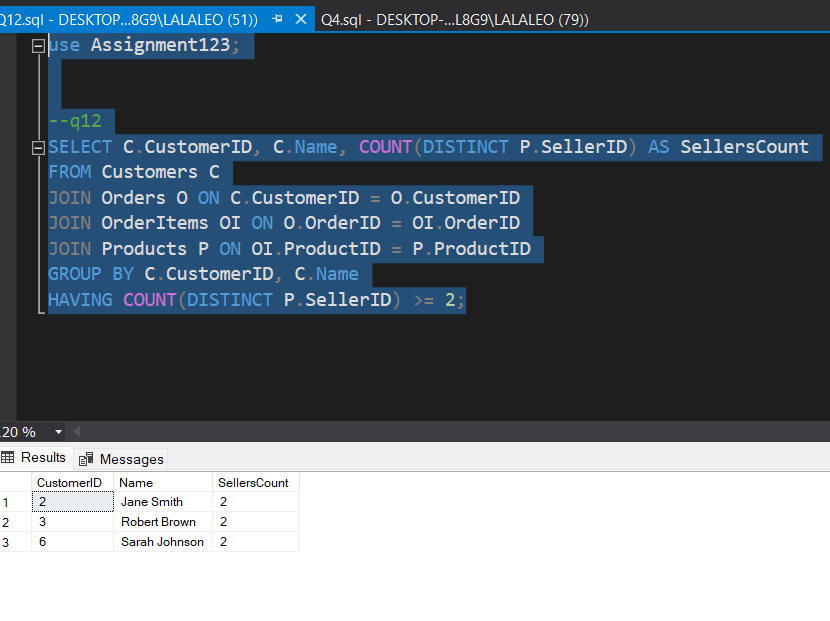 Q12.sql - DESKTOP...8G9\LALALEO (51)) Q4.sql - DESKTOP-...L8G9\LALALEO (79))
use Assignment123;
--q12
SELECT C.CustomerID, C.Name, COUNT(DISTINCT P.SellerID) AS SellersCount
FROM Customers C
JOIN Orders O ON C.CustomerID = O.CustomerID
JOIN OrderItems OI ON O.OrderID = OI.OrderID
JOIN Products P ON OI.ProductID = P.ProductID
GROUP BY C.CustomerID, C.Name
HAVING COUNT(DISTINCT P.SellerID) >= 2;
20 %
Results Messages
CustomerID Name SellersCount
1 2 Jane Smith 2
2 3 Robert Brown 2
3 6 Sarah Johnson 2